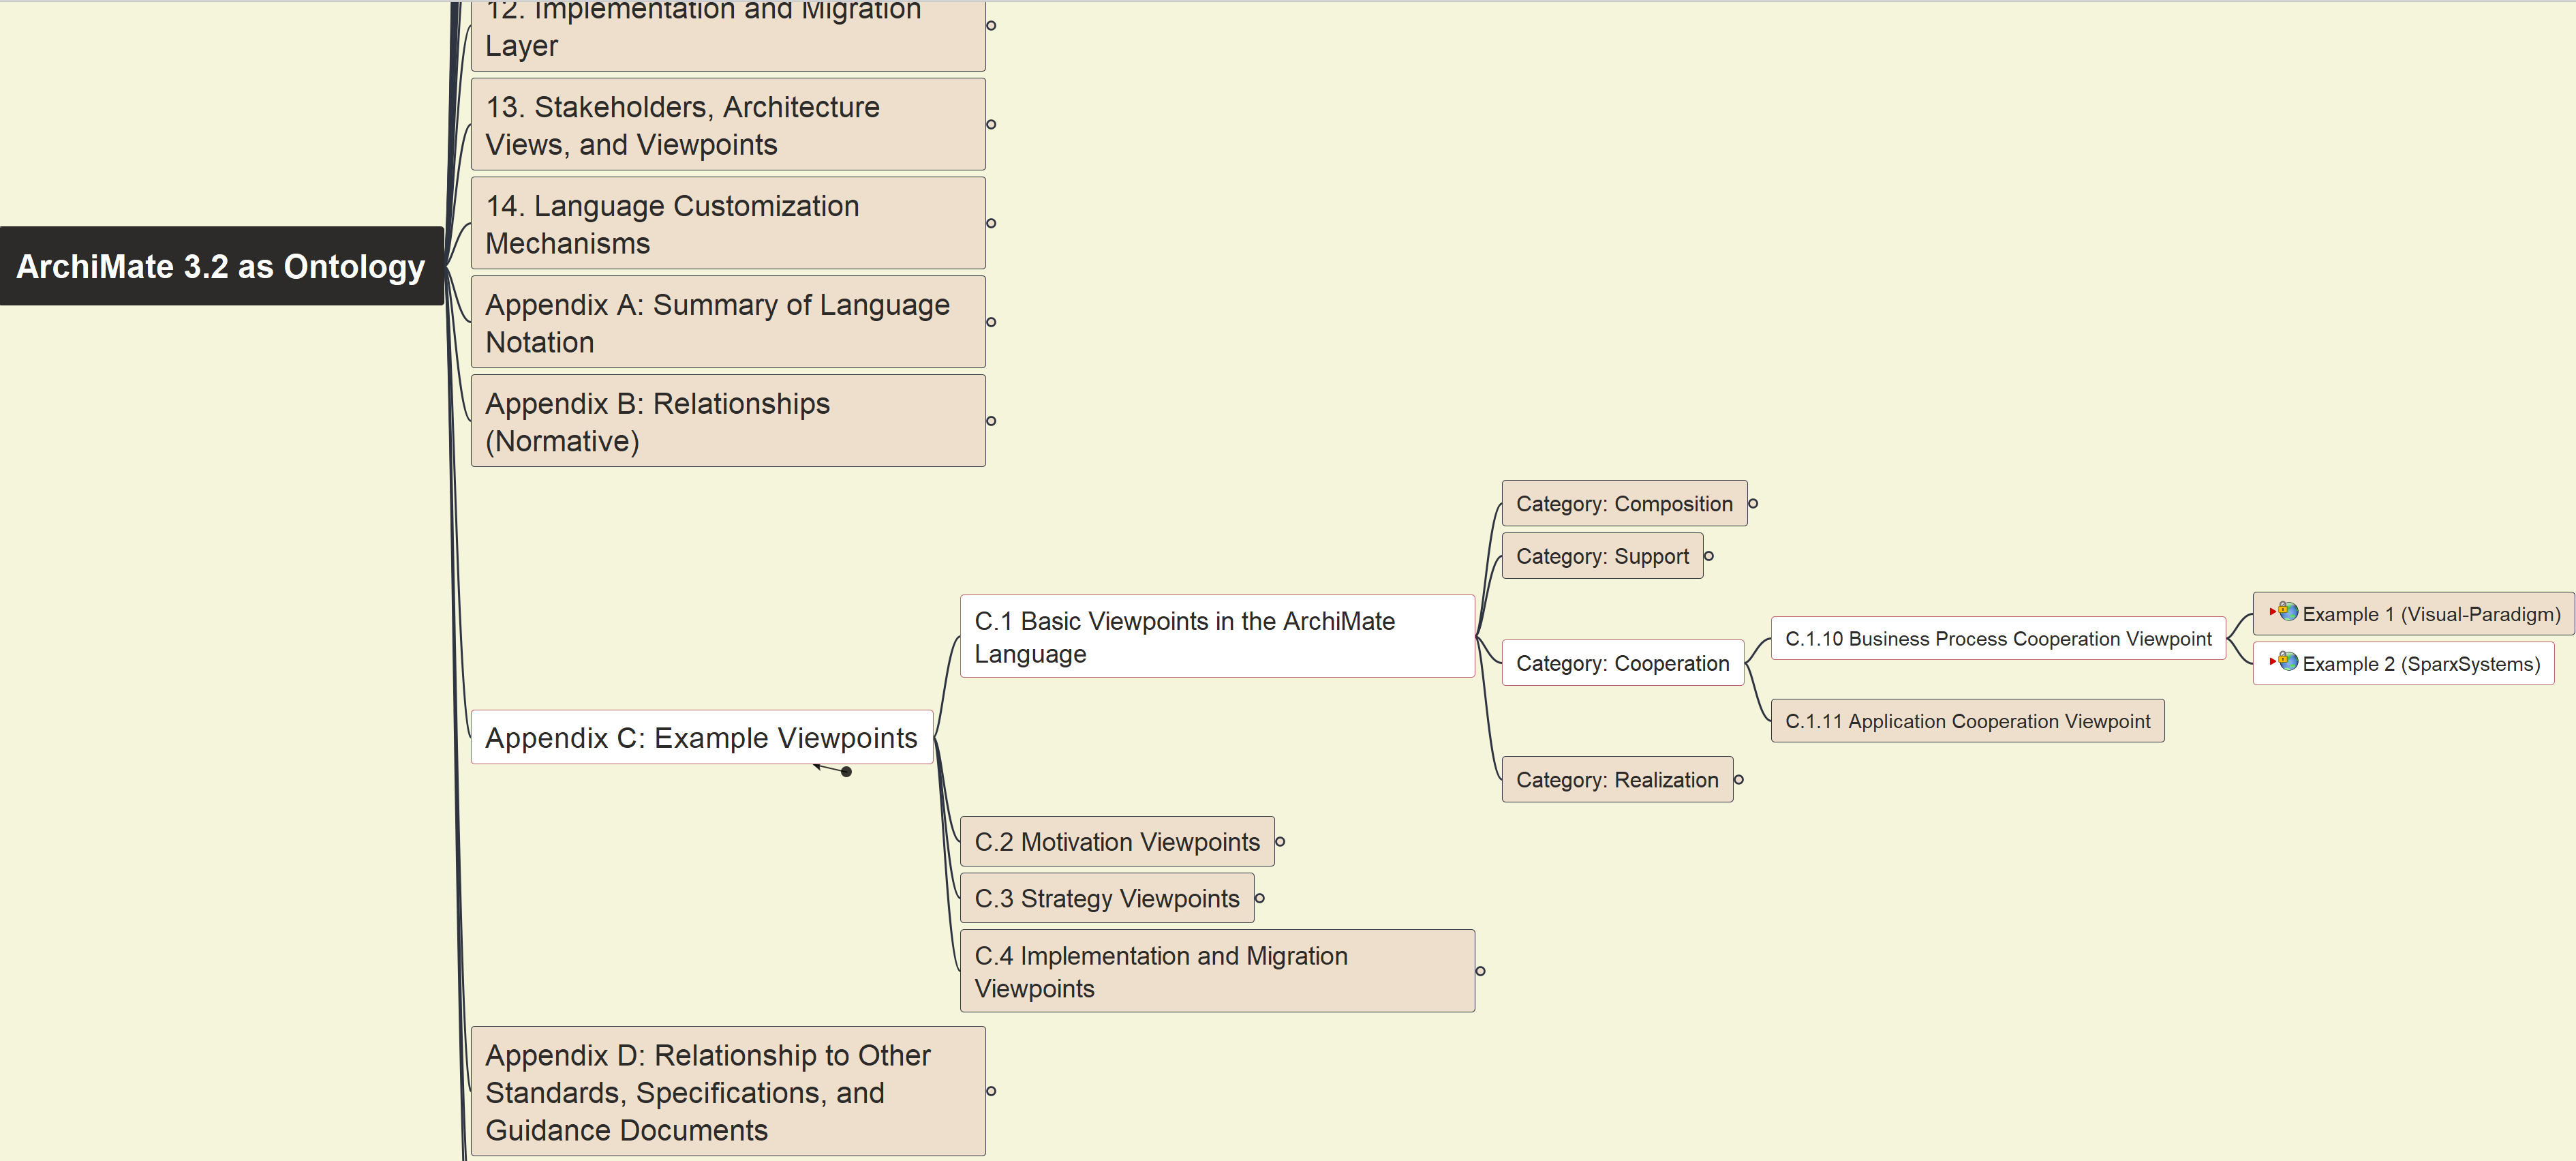 12. Implementation and Migration
Layer
13. Stakeholders, Architecture
Views, and Viewpoints
14. Language Customization
Mechanisms
ArchiMate 3.2 as Ontology
Appendix A: Summary of Language
Notation
Appendix B: Relationships
(Normative)
Appendix C: Example Viewpoints
C.1 Basic Viewpoints in the ArchiMate
Language
Category: Composition
Category: Support
Category: Cooperation
C.1.10 Business Process Cooperation Viewpoint
Example 1 (Visual-Paradigm)
Example 2 (SparxSystems)
C.1.11 Application Cooperation Viewpoint
Category: Realization
C.2 Motivation Viewpoints
C.3 Strategy Viewpoints
C.4 Implementation and Migration
Viewpoints
Appendix D: Relationship to Other
Standards, Specifications, and
Guidance Documents